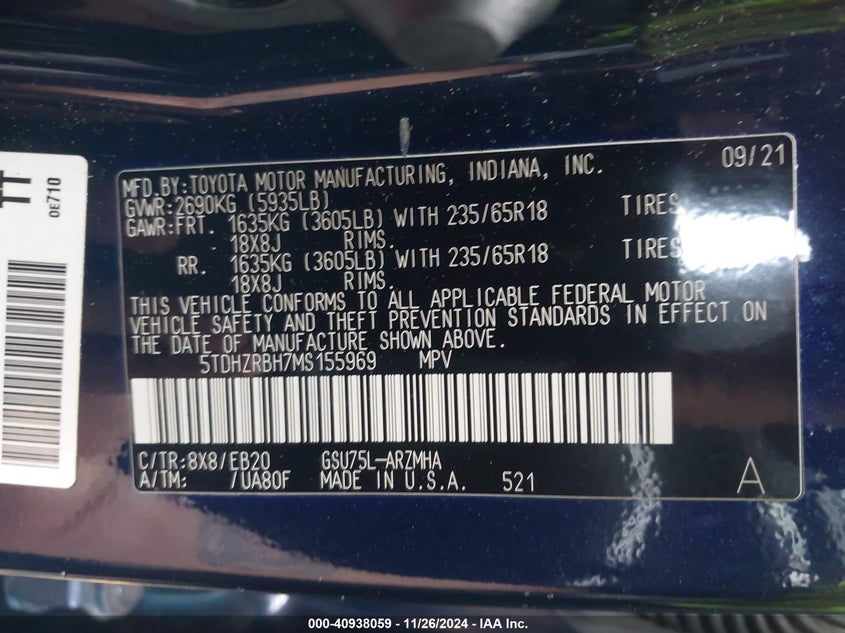 TT
0E710
MFD.BY:TOYOTA MOTOR MANUFACTURING, INDIANA, INC. 09/21
GVWR:2690KG (5935LB)
GAWR:FRT. 1635KG (3605LB) WITH 235/65R18 TIRES
18X8J RIMS.
RR. 1635KG (3605LB) WITH 235/65R18 TIRES
18X8J RIMS.
THIS VEHICLE CONFORMS TO ALL APPLICABLE FEDERAL MOTOR
VEHICLE SAFETY AND THEFT PREVENTION STANDARDS IN EFFECT ON
THE DATE OF MANUFACTURE SHOWN ABOVE.
5TDHZRBH7MS155969 MPV
C/TR:8X8/EB20 GSU75L-ARZMHA
A/TM: /UA80F MADE IN U.S.A. 521 A
000-40938059 - 11/26/2024 - IAA Inc.